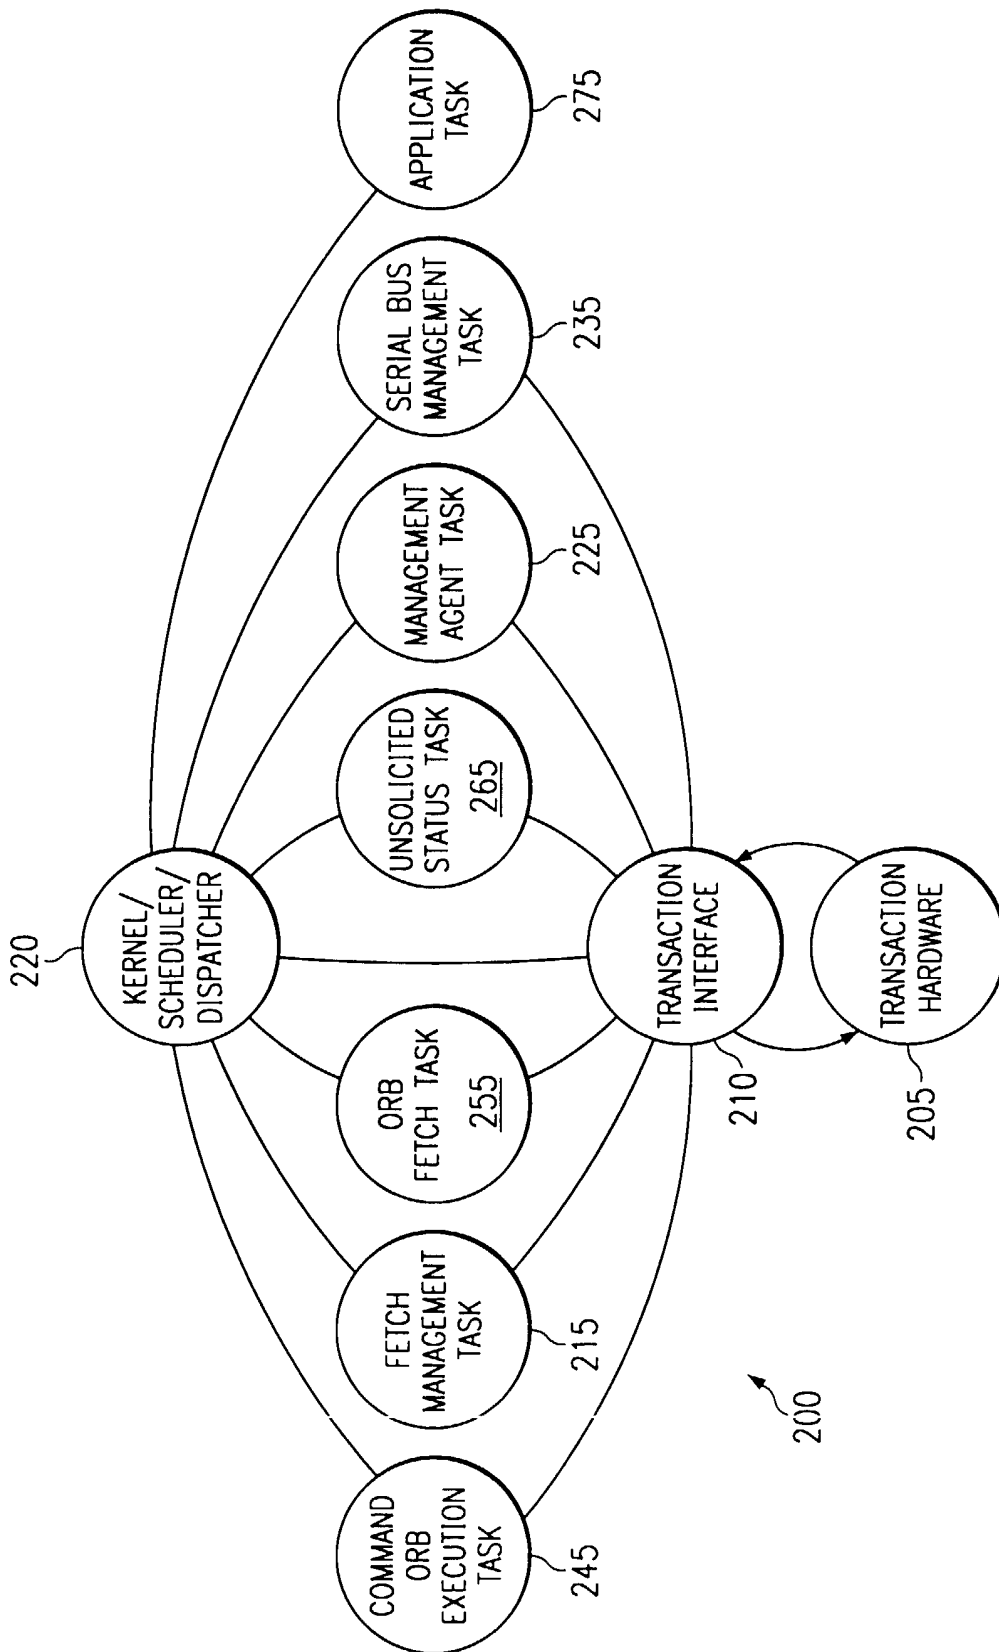 220
KERNEL/
SCHEDULER/
DISPATCHER
COMMAND
ORB
EXECUTION
TASK
245
FETCH
MANAGEMENT
TASK
215
ORB
FETCH TASK
255
UNSOLICITED
STATUS TASK
265
MANAGEMENT
AGENT TASK
225
SERIAL BUS
MANAGEMENT
TASK
235
APPLICATION
TASK
275
TRANSACTION
INTERFACE
210
TRANSACTION
HARDWARE
205
200